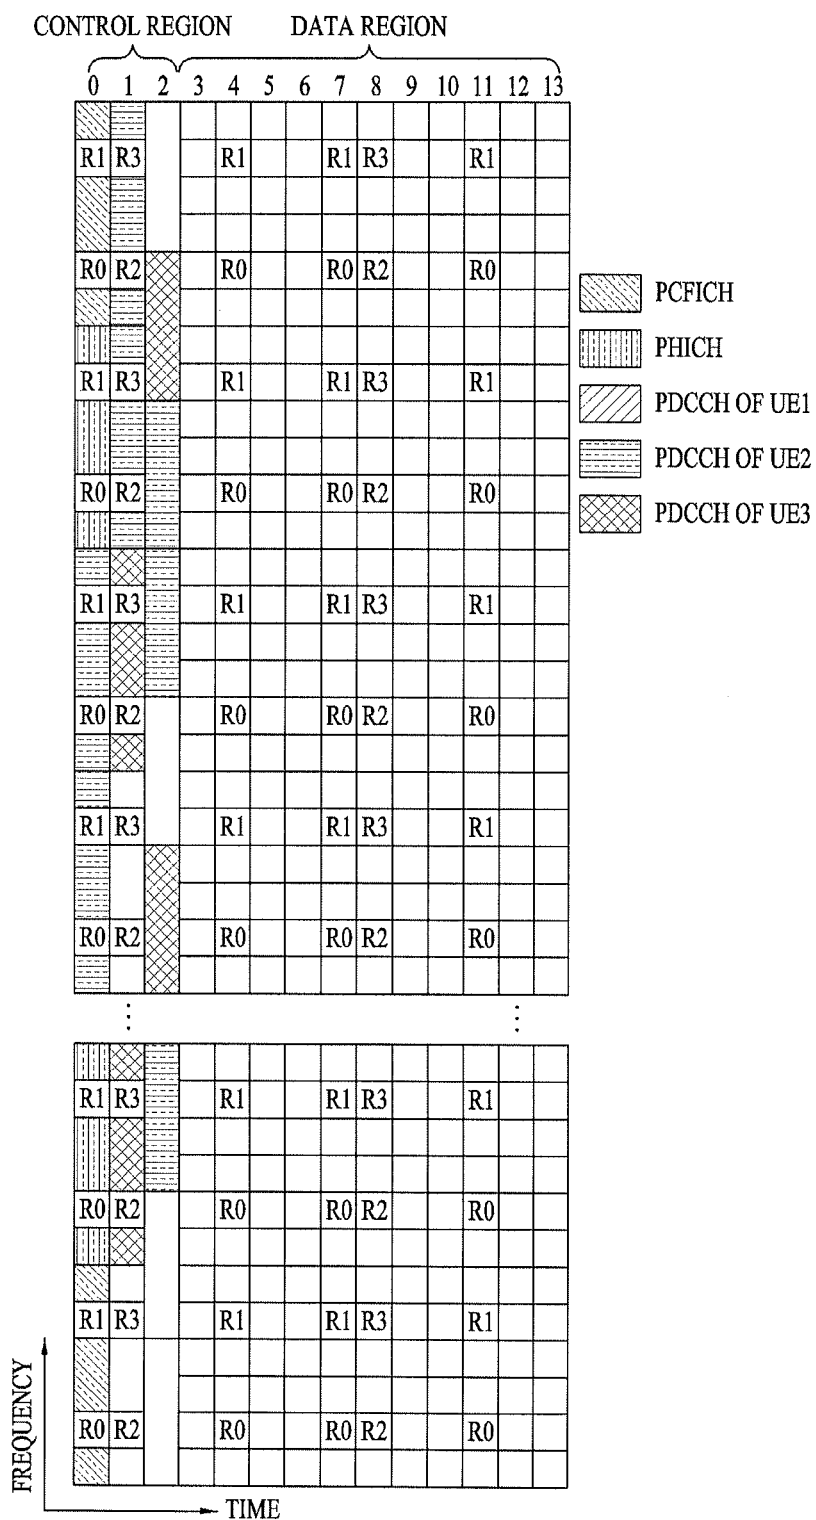 CONTROL REGION DATA REGION
0 1 2 3 4 5 6 7 8 9 10 11 12 13
R1 R3 R1 R1 R3 R1
R0 R2 R0 R0 R2 R0
PCFICH
PHICH
R1 R3 R1 R1 R3 R1
PDCCH OF UE1
PDCCH OF UE2
R0 R2 R0 R0 R2 R0
PDCCH OF UE3
R1 R3 R1 R1 R3 R1
R0 R2 R0 R0 R2 R0
R1 R3 R1 R1 R3 R1
R0 R2 R0 R0 R2 R0
R1 R3 R1 R1 R3 R1
R0 R2 R0 R0 R2 R0
R1 R3 R1 R1 R3 R1
R0 R2 R0 R0 R2 R0
FREQUENCY
TIME